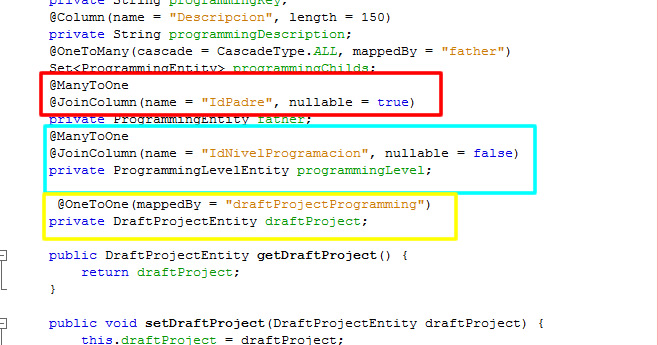 private String programmingKey;
@Column(name = "Descripcion", length = 150)
private String programmingDescription;
@OneToMany(cascade = CascadeType.ALL, mappedBy = "father")
Set<ProgrammingEntity> programmingChilds;
@ManyToOne
@JoinColumn(name = "IdPadre", nullable = true)
private ProgrammingEntity father;
@ManyToOne
@JoinColumn(name = "IdNivelProgramacion", nullable = false)
private ProgrammingLevelEntity programmingLevel;
@OneToOne(mappedBy = "draftProjectProgramming")
private DraftProjectEntity draftProject;
public DraftProjectEntity getDraftProject() {
return draftProject;
}
public void setDraftProject(DraftProjectEntity draftProject) {
this.draftProject = draftProject;